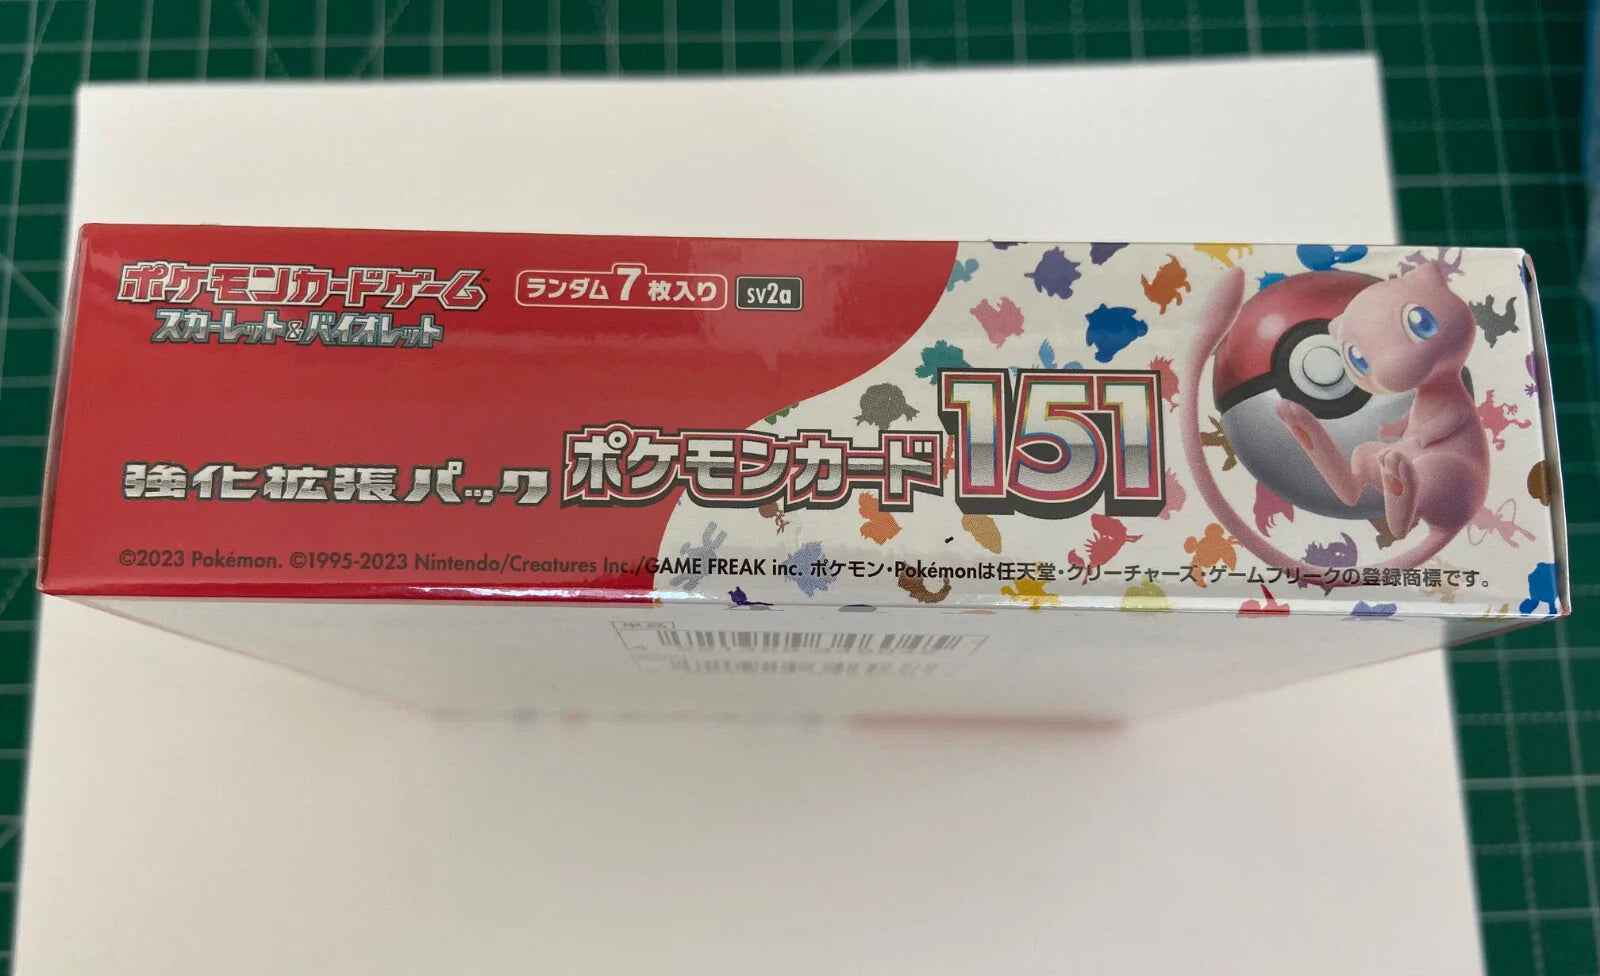 ポケモンカードゲーム
スカーレット&バイオレット
ランダム7枚入り
sv2a
強化拡張パック
ポケモンカード151
©2023 Pokémon. ©1995-2023 Nintendo/Creatures Inc./GAME FREAK inc. ポケモン・Pokémonは任天堂・クリーチャーズ・ゲームフリークの登録商標です。